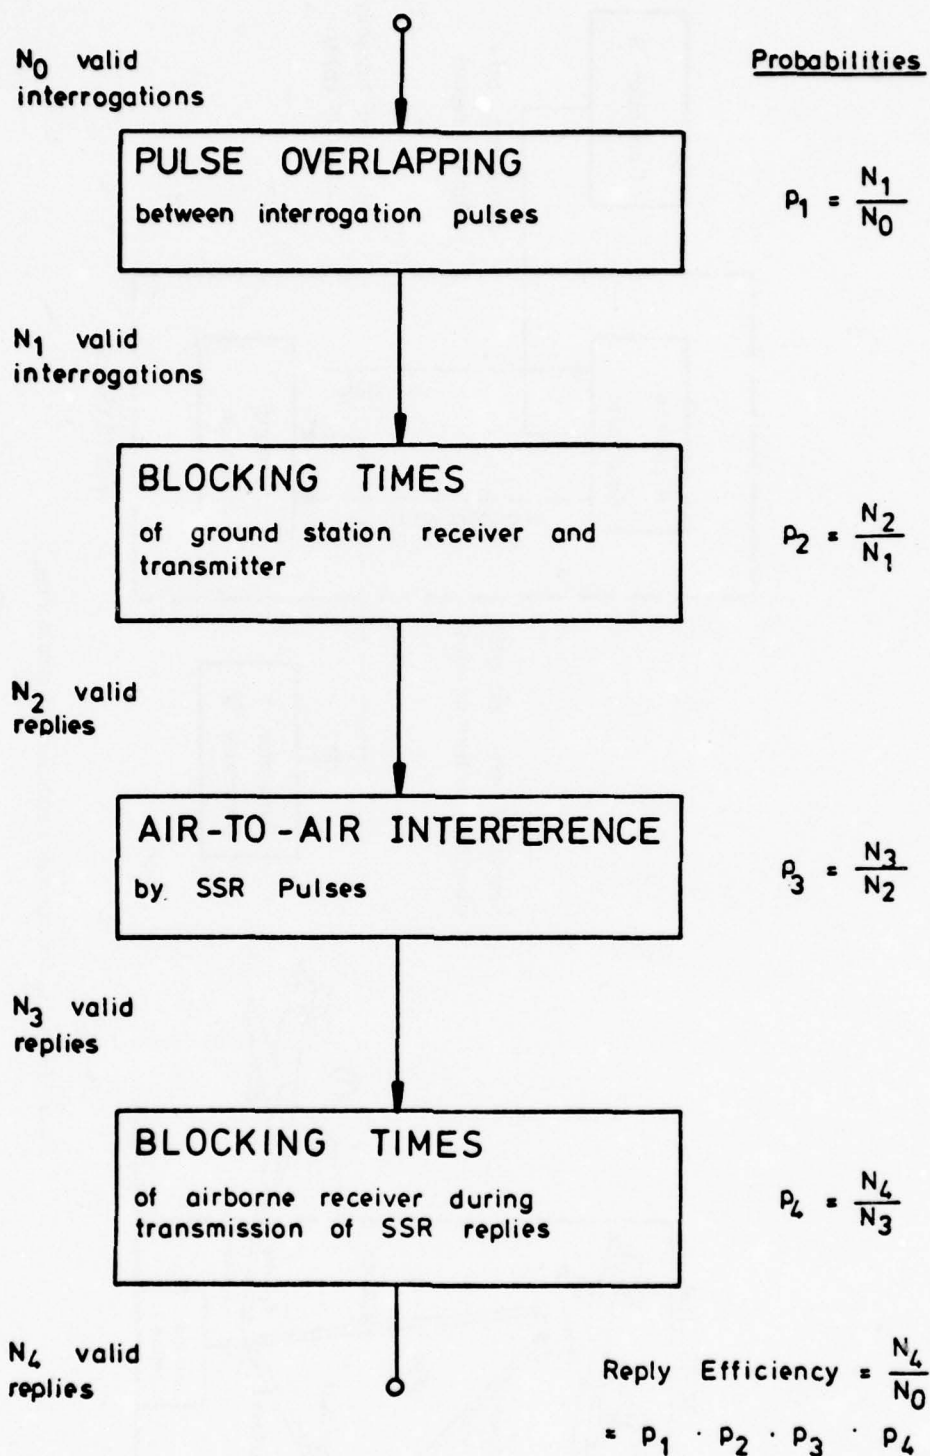 N0 valid
interrogations
Probabilities
PULSE OVERLAPPING
between interrogation pulses
P1 = N1/N0
N1 valid
interrogations
BLOCKING TIMES
of ground station receiver and
transmitter
P2 = N2/N1
N2 valid
replies
AIR-TO-AIR INTERFERENCE
by SSR Pulses
P3 = N3/N2
N3 valid
replies
BLOCKING TIMES
of airborne receiver during
transmission of SSR replies
P4 = N4/N3
N4 valid
replies
Reply Efficiency = N4/N0
= P1 · P2 · P3 · P4